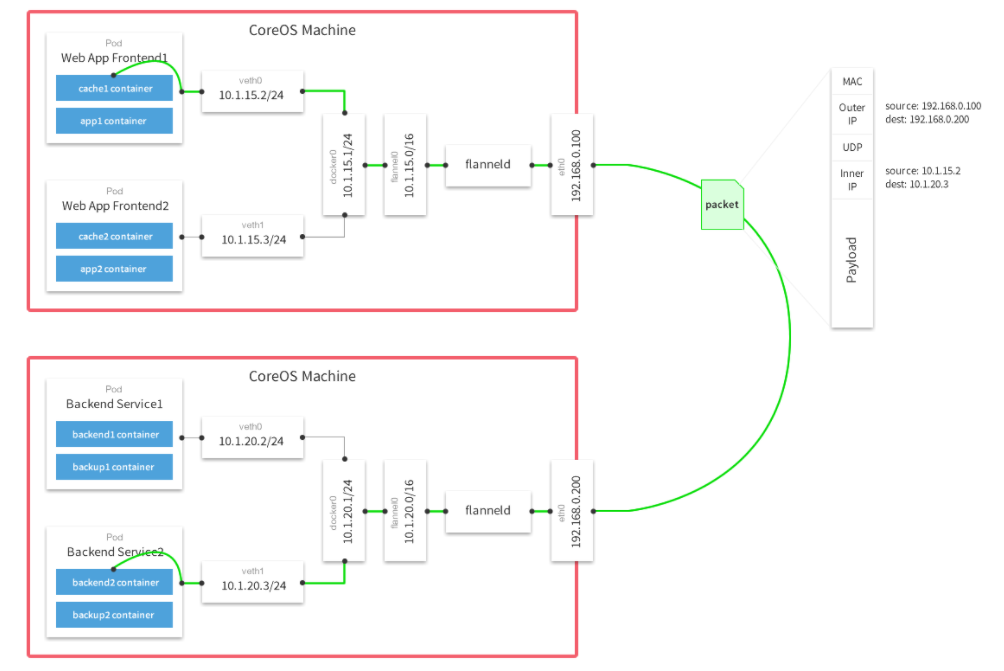 CoreOS Machine
Pod
Web App Frontend1
cache1 container
app1 container
veth0
10.1.15.2/24
Pod
Web App Frontend2
cache2 container
app2 container
veth1
10.1.15.3/24
docker0
10.1.15.1/24
flannel0
10.1.15.0/16
flanneld
eth0
192.168.0.100
packet
MAC
Outer
IP
source: 192.168.0.100
dest: 192.168.0.200
UDP
Inner
IP
source: 10.1.15.2
dest: 10.1.20.3
Payload
CoreOS Machine
Pod
Backend Service1
backend1 container
backup1 container
veth0
10.1.20.2/24
Pod
Backend Service2
backend2 container
backup2 container
veth1
10.1.20.3/24
docker0
10.1.20.1/24
flannel0
10.1.20.0/16
flanneld
eth0
192.168.0.200